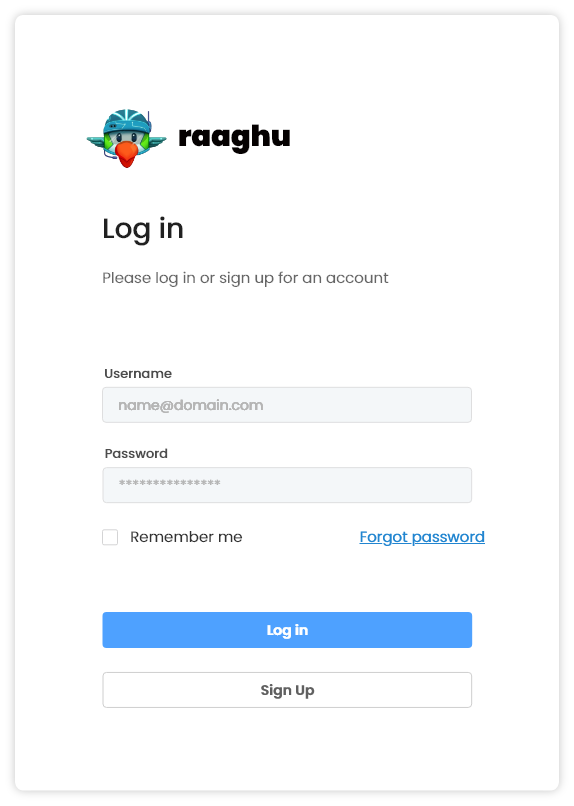 raaghu
Log in
Please log in or sign up for an account
Username
name@domain.com
Password
***************
Remember me Forgot password
Log in
Sign Up